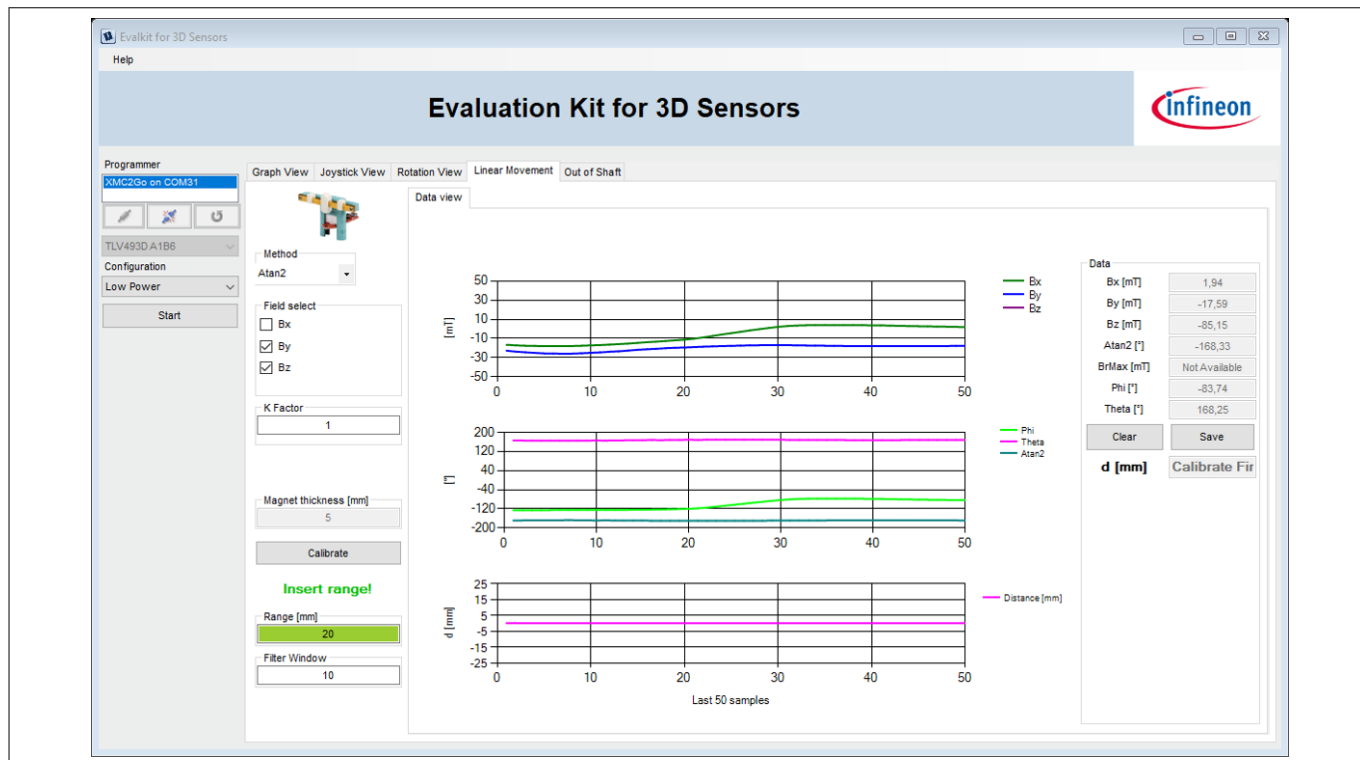 Evalkit for 3D Sensors
Help
Evaluation Kit for 3D Sensors
infineon
Programmer
XMC2Go on COM31
TLV493D A1B6
Configuration
Low Power
Start
Graph View
Joystick View
Rotation View
Linear Movement
Out of Shaft
Method
Atan2
Field select
Bx
By
Bz
K Factor
1
Magnet thickness [mm]
5
Calibrate
Insert range!
Range [mm]
20
Filter Window
10
Data view
[mT]
50
30
10
-10
-30
-50
0 10 20 30 40 50
Bx
By
Bz
[°]
200
120
40
-40
-120
-200
0 10 20 30 40 50
Phi
Theta
Atan2
d [mm]
25
15
5
-5
-15
-25
0 10 20 30 40 50
Distance [mm]
Last 50 samples
Data
Bx [mT] 1,94
By [mT] -17,59
Bz [mT] -85,15
Atan2 [°] -168,33
BrMax [mT] Not Available
Phi [°] -83,74
Theta [°] 168,25
Clear Save
d [mm] Calibrate Fir